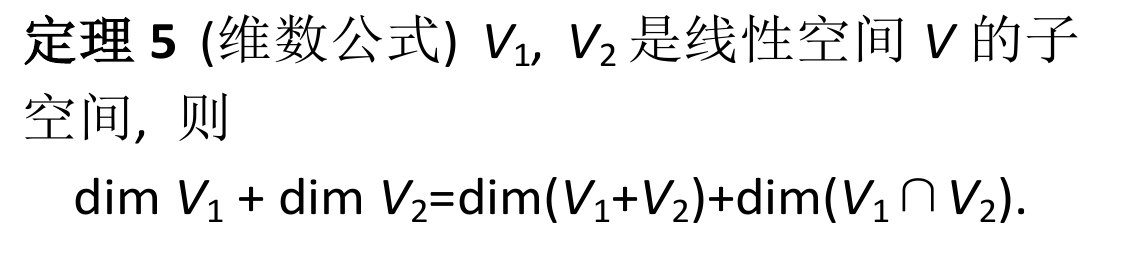 定理 5 (维数公式) V₁, V₂ 是线性空间 V 的子
空间, 则
dim V₁ + dim V₂=dim(V₁+V₂)+dim(V₁∩V₂).